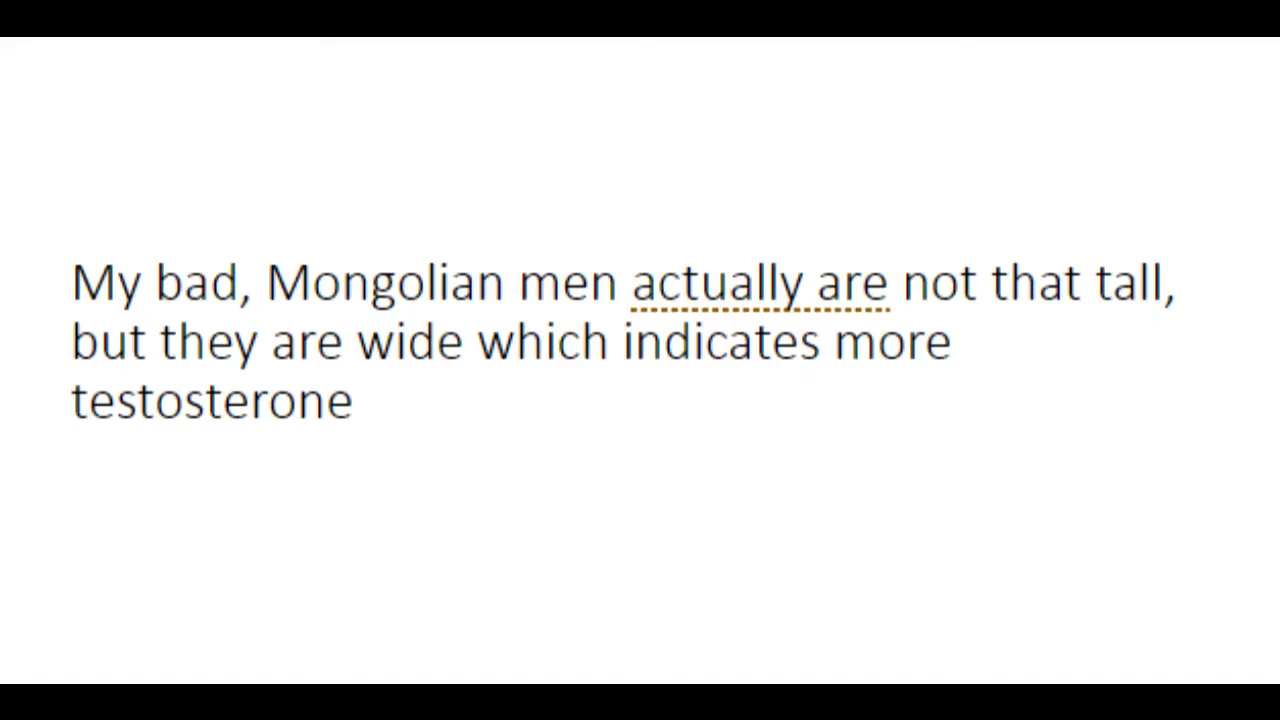 My bad, Mongolian men actually are not that tall,
but they are wide which indicates more
testosterone